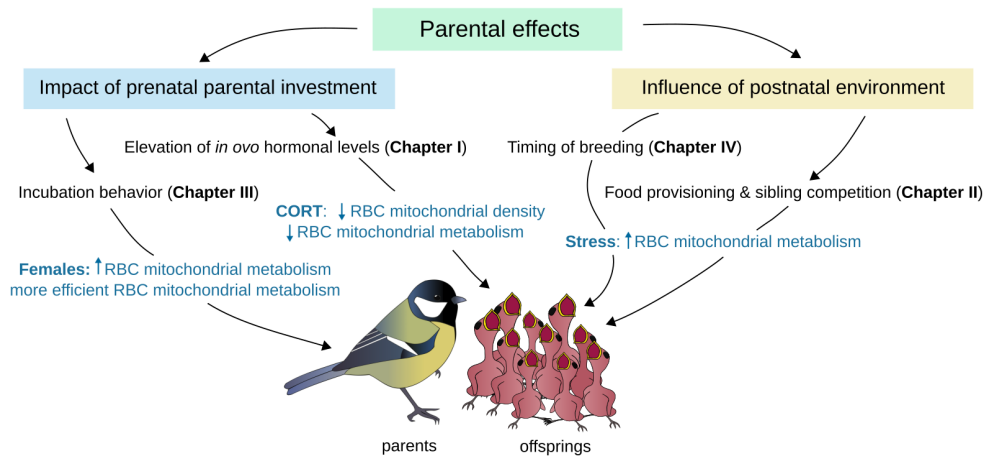 Parental effects
Impact of prenatal parental investment
Influence of postnatal environment
Elevation of in ovo hormonal levels (Chapter I)
Timing of breeding (Chapter IV)
Incubation behavior (Chapter III)
Food provisioning & sibling competition (Chapter II)
CORT: ↓ RBC mitochondrial density
↓ RBC mitochondrial metabolism
Stress: ↑ RBC mitochondrial metabolism
Females: ↑ RBC mitochondrial metabolism
more efficient RBC mitochondrial metabolism
parents
offsprings